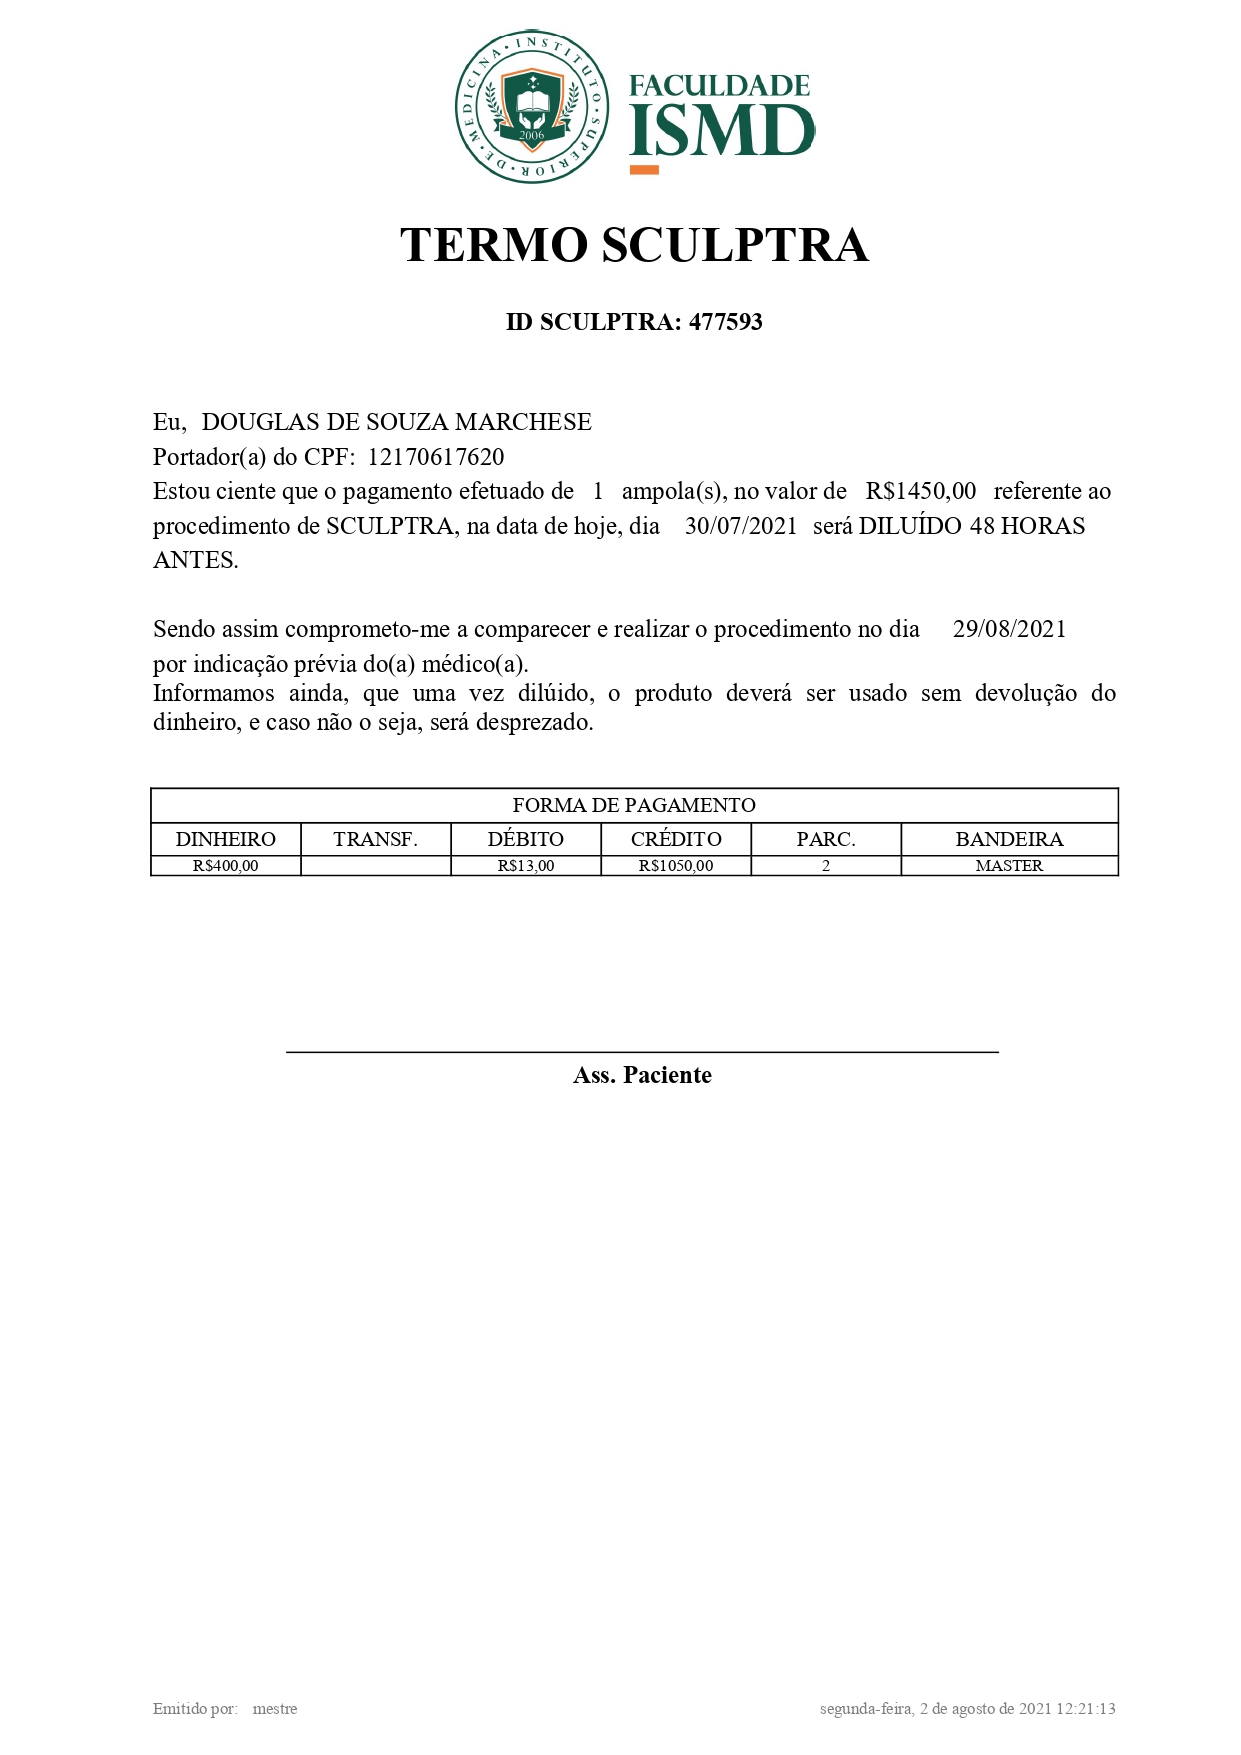 INSTITUTO · SUPERIOR · DE · MEDICINA ·
2006
FACULDADE
ISMD
TERMO SCULPTRA
ID SCULPTRA: 477593
Eu, DOUGLAS DE SOUZA MARCHESE
Portador(a) do CPF: 12170617620
Estou ciente que o pagamento efetuado de 1 ampola(s), no valor de R$1450,00 referente ao
procedimento de SCULPTRA, na data de hoje, dia 30/07/2021 será DILUÍDO 48 HORAS
ANTES.
Sendo assim comprometo-me a comparecer e realizar o procedimento no dia 29/08/2021
por indicação prévia do(a) médico(a).
Informamos ainda, que uma vez dilúido, o produto deverá ser usado sem devolução do
dinheiro, e caso não o seja, será desprezado.
FORMA DE PAGAMENTO
DINHEIRO TRANSF. DÉBITO CRÉDITO PARC. BANDEIRA
R$400,00 R$13,00 R$1050,00 2 MASTER
Ass. Paciente
Emitido por: mestre segunda-feira, 2 de agosto de 2021 12:21:13